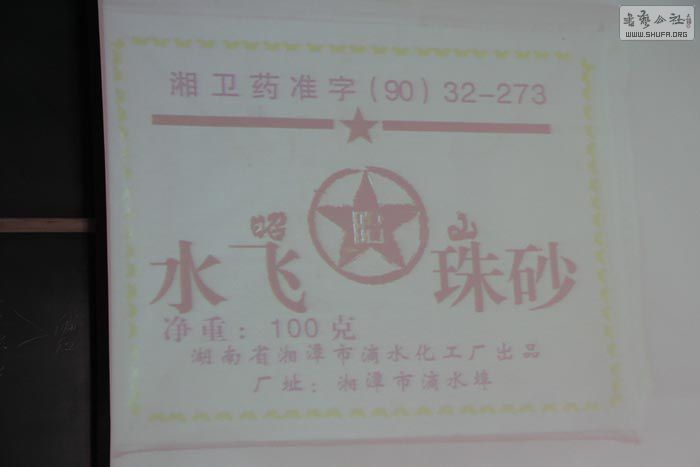 书艺公社
WWW.SHUFA.ORG
湘卫药准字(90)32-273
昭山
水飞珠砂
净重：100克
湖南省湘潭市滴水化工厂出品
厂址：湘潭市滴水埠